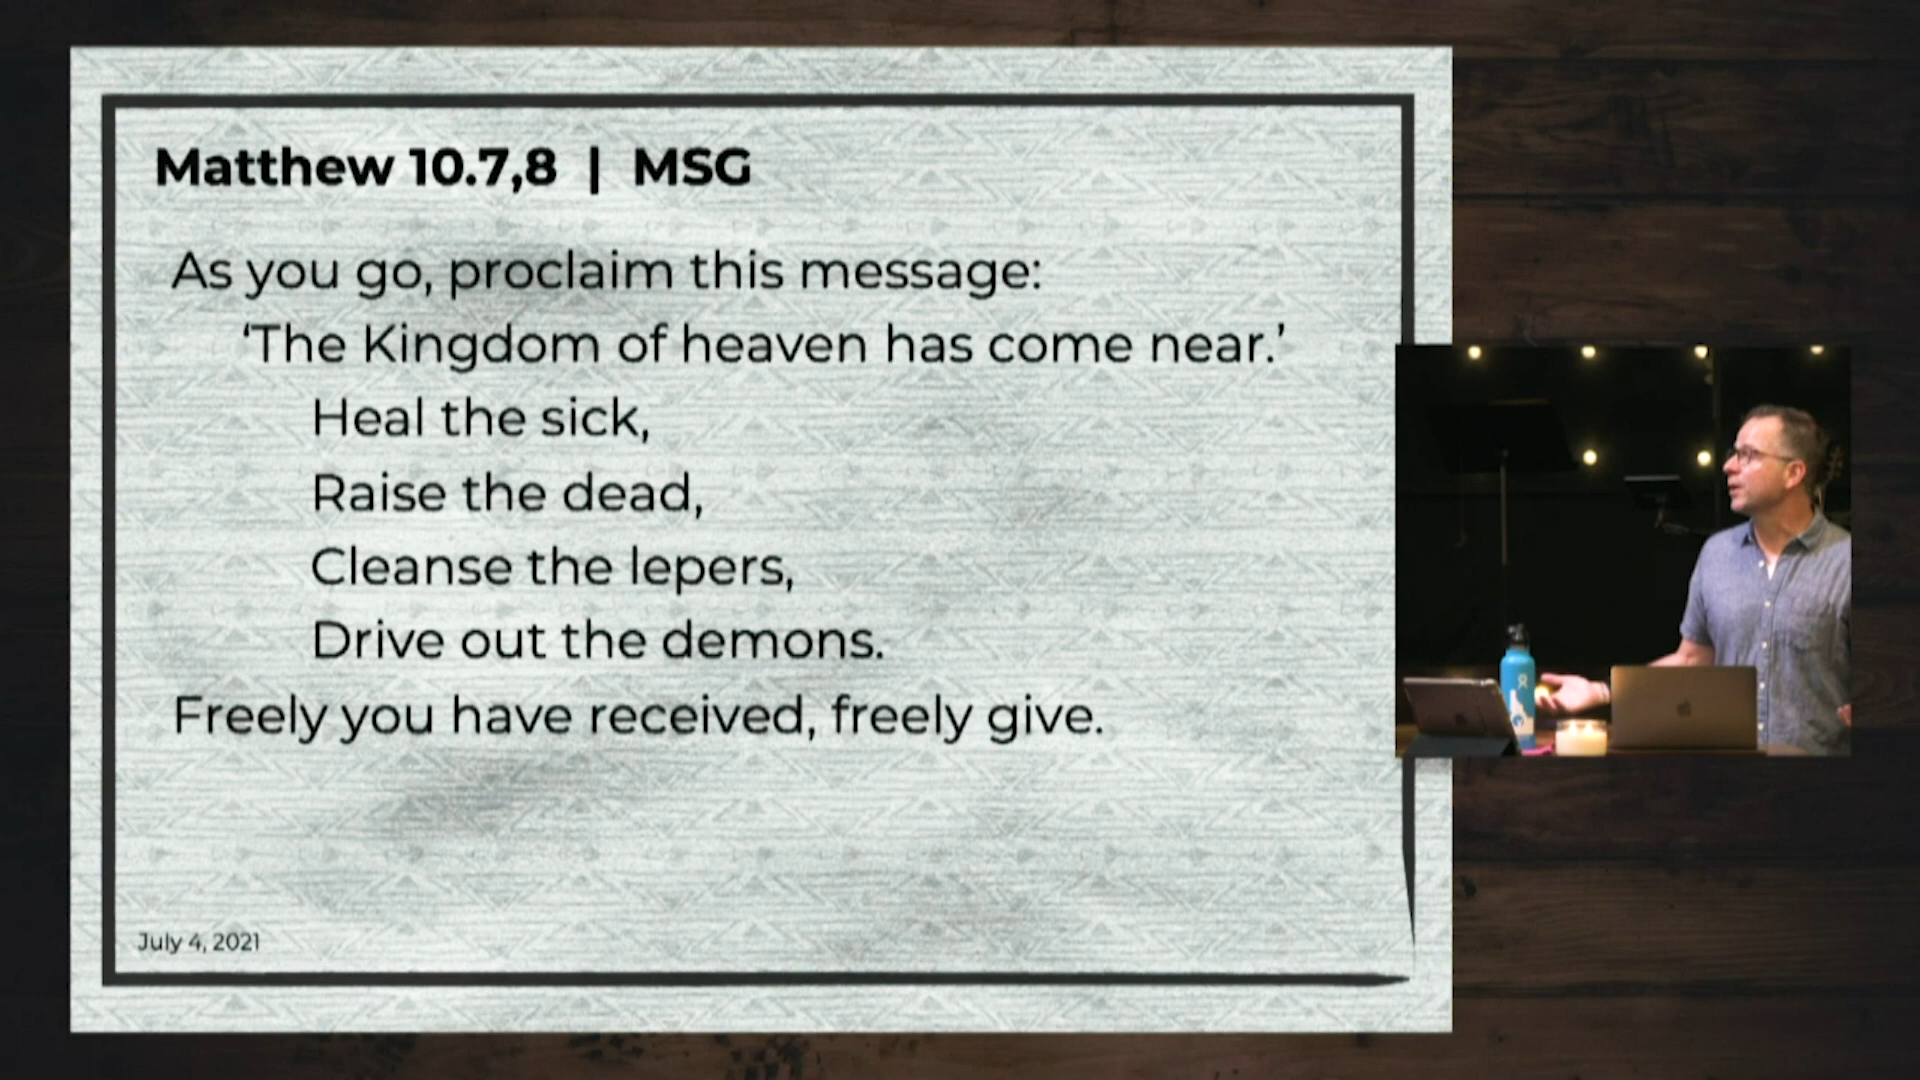 Matthew 10.7,8 | MSG
As you go, proclaim this message:
‘The Kingdom of heaven has come near.’
Heal the sick,
Raise the dead,
Cleanse the lepers,
Drive out the demons.
Freely you have received, freely give.
July 4, 2021